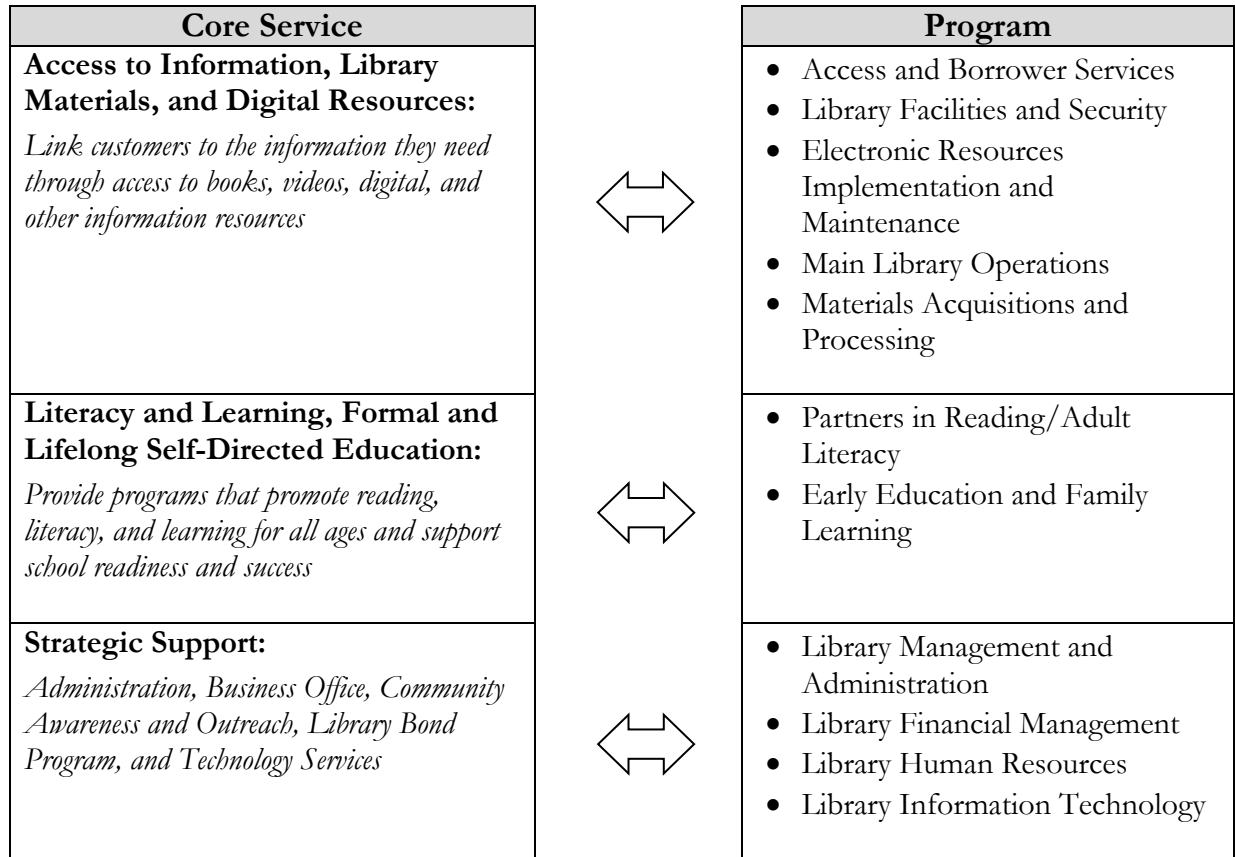 Core Service
Access to Information, Library
Materials, and Digital Resources:
Link customers to the information they need
through access to books, videos, digital, and
other information resources
Program
• Access and Borrower Services
• Library Facilities and Security
• Electronic Resources
Implementation and
Maintenance
• Main Library Operations
• Materials Acquisitions and
Processing
Literacy and Learning, Formal and
Lifelong Self-Directed Education:
Provide programs that promote reading,
literacy, and learning for all ages and support
school readiness and success
• Partners in Reading/Adult
Literacy
• Early Education and Family
Learning
Strategic Support:
Administration, Business Office, Community
Awareness and Outreach, Library Bond
Program, and Technology Services
• Library Management and
Administration
• Library Financial Management
• Library Human Resources
• Library Information Technology